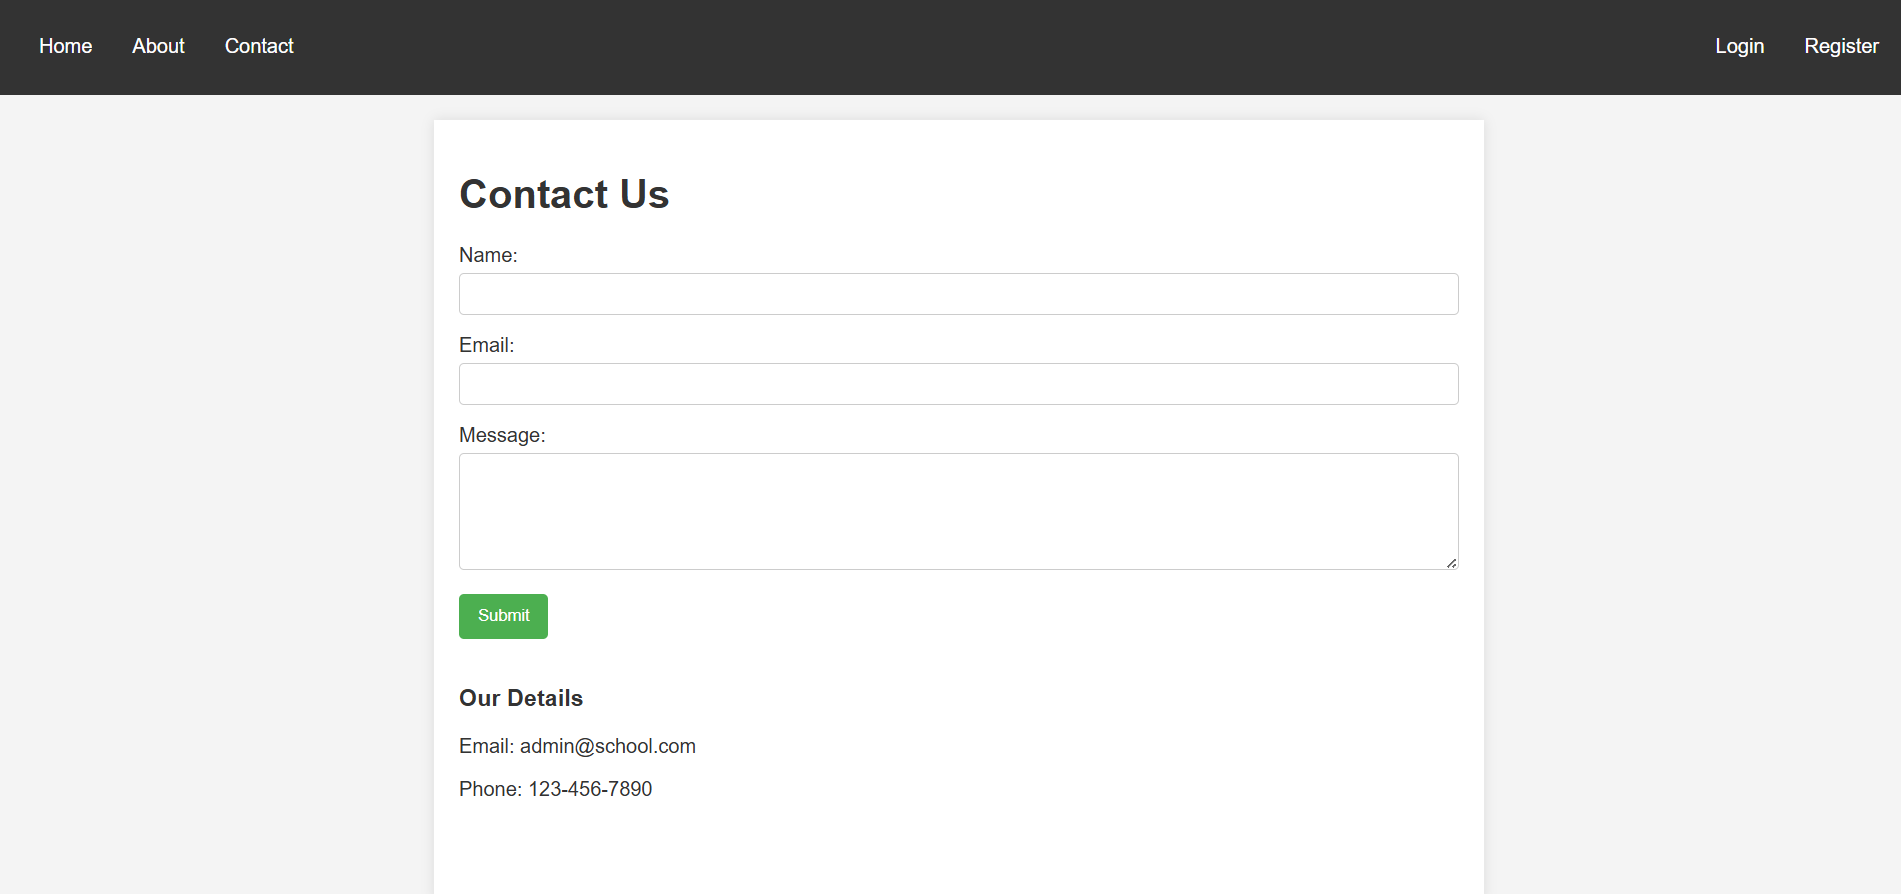 Home About Contact Login Register
Contact Us
Name:
Email:
Message:
Submit
Our Details
Email: admin@school.com
Phone: 123-456-7890